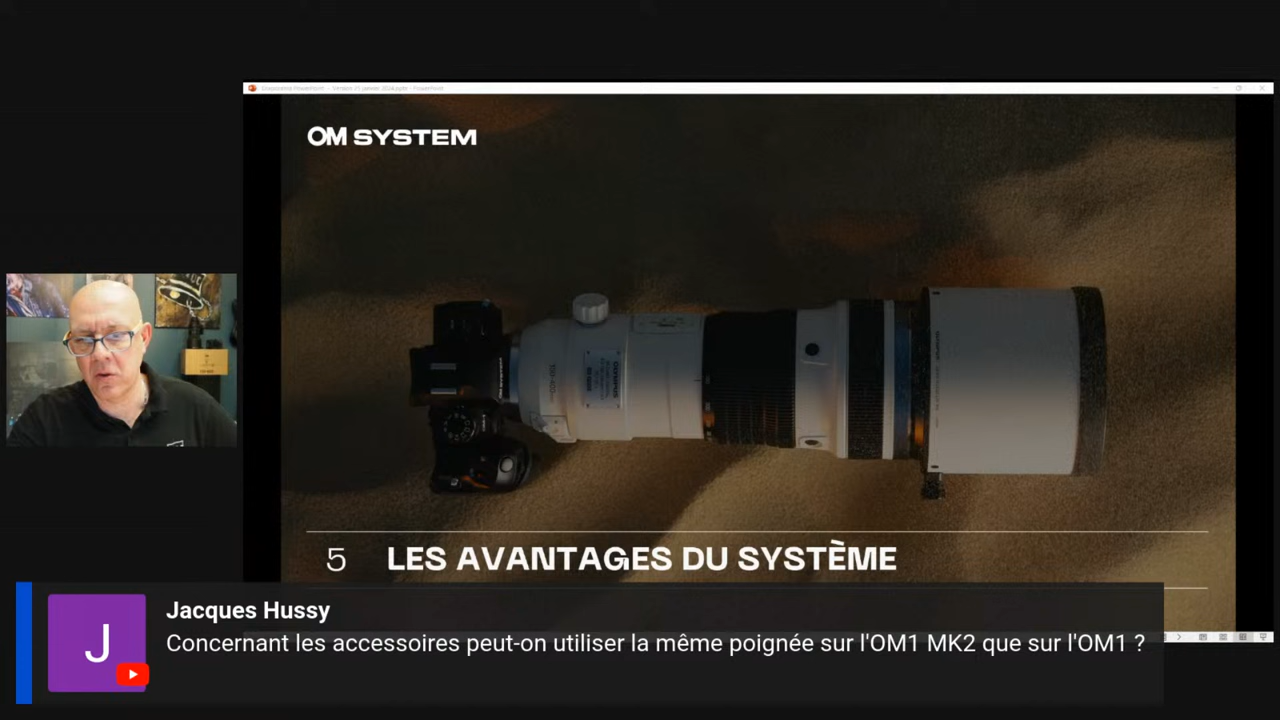 OM SYSTEM
5 LES AVANTAGES DU SYSTÈME
J
Jacques Hussy
Concernant les accessoires peut-on utiliser la même poignée sur l'OM1 MK2 que sur l'OM1 ?